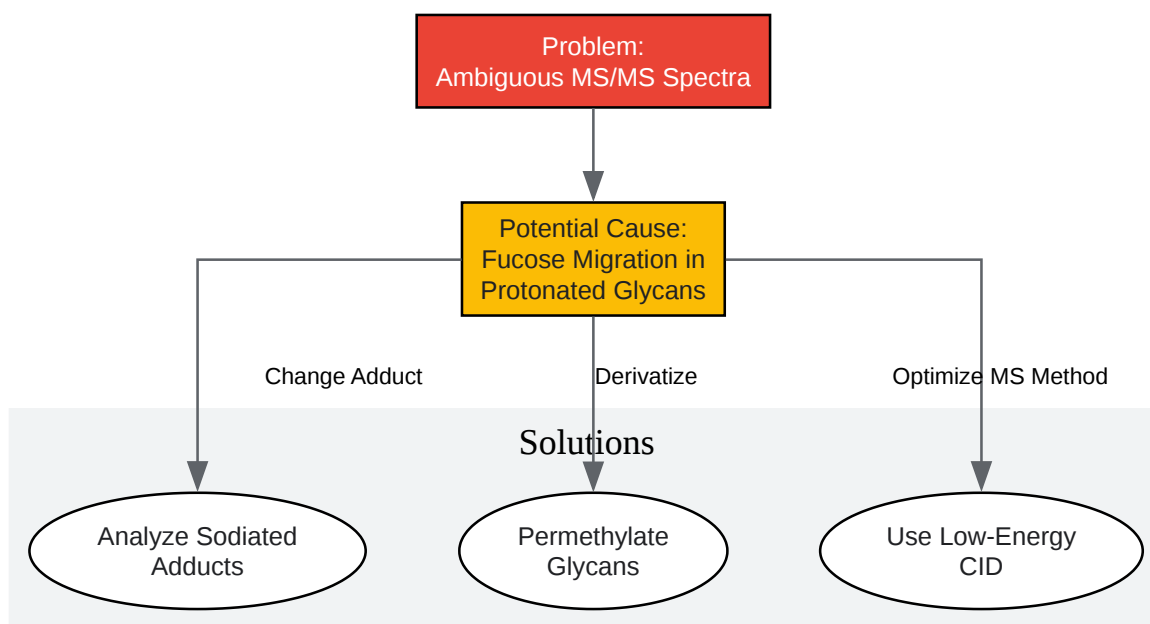 Problem:
Ambiguous MS/MS Spectra
Potential Cause:
Fucose Migration in
Protonated Glycans
Change Adduct
Derivatize
Optimize MS Method
Solutions
Analyze Sodiated
Adducts
Permethylate
Glycans
Use Low-Energy
CID